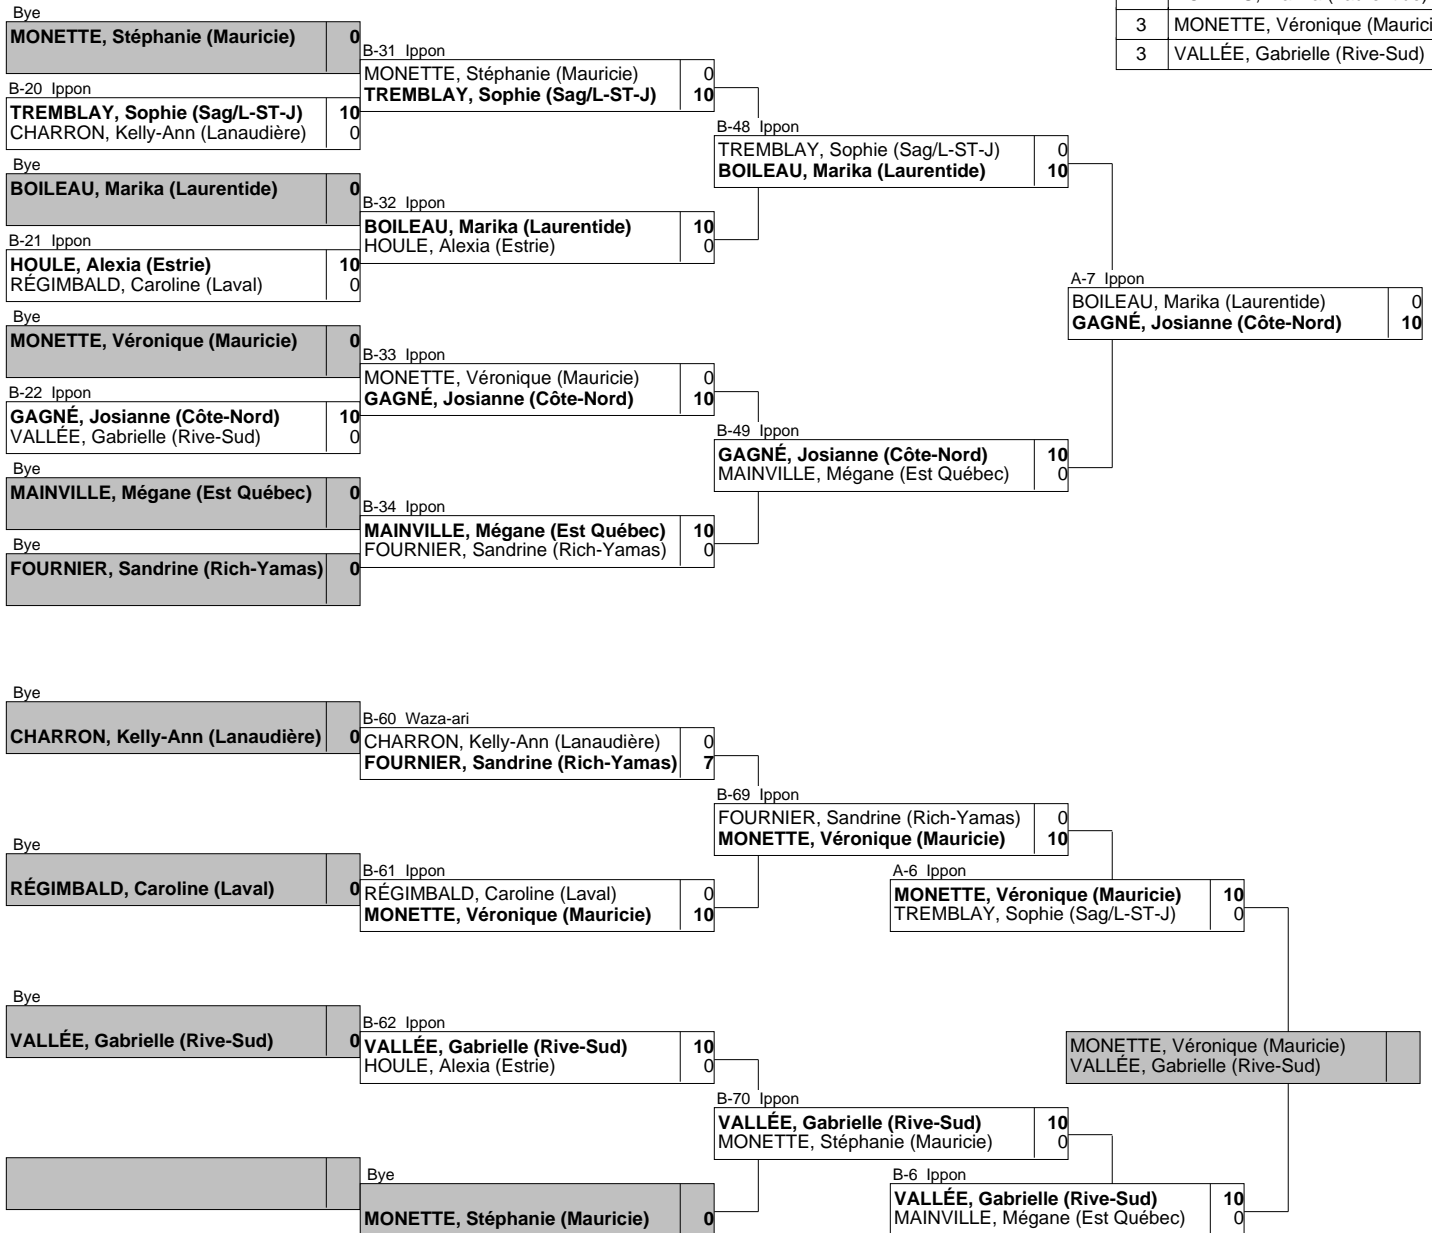 3 MONETTE, Véronique
3 VALLÉE, Gabrielle (Rive-Sud)
Bye
MONETTE, Stéphanie (Mauricie) 0
B-20 Ippon
TREMBLAY, Sophie (Sag/L-ST-J) 10
CHARRON, Kelly-Ann (Lanaudière) 0
Bye
BOILEAU, Marika (Laurentide) 0
B-21 Ippon
HOULE, Alexia (Estrie) 10
RÉGIMBALD, Caroline (Laval) 0
Bye
MONETTE, Véronique (Mauricie) 0
B-22 Ippon
GAGNÉ, Josianne (Côte-Nord) 10
VALLÉE, Gabrielle (Rive-Sud) 0
Bye
MAINVILLE, Mégane (Est Québec) 0
Bye
FOURNIER, Sandrine (Rich-Yamas) 0
B-31 Ippon
MONETTE, Stéphanie (Mauricie) 0
TREMBLAY, Sophie (Sag/L-ST-J) 10
B-32 Ippon
BOILEAU, Marika (Laurentide) 10
HOULE, Alexia (Estrie) 0
B-33 Ippon
MONETTE, Véronique (Mauricie) 0
GAGNÉ, Josianne (Côte-Nord) 10
B-34 Ippon
MAINVILLE, Mégane (Est Québec) 10
FOURNIER, Sandrine (Rich-Yamas) 0
B-48 Ippon
TREMBLAY, Sophie (Sag/L-ST-J) 0
BOILEAU, Marika (Laurentide) 10
B-49 Ippon
GAGNÉ, Josianne (Côte-Nord) 10
MAINVILLE, Mégane (Est Québec) 0
A-7 Ippon
BOILEAU, Marika (Laurentide) 0
GAGNÉ, Josianne (Côte-Nord) 10
Bye
CHARRON, Kelly-Ann (Lanaudière) 0
Bye
RÉGIMBALD, Caroline (Laval) 0
Bye
VALLÉE, Gabrielle (Rive-Sud) 0
B-60 Waza-ari
CHARRON, Kelly-Ann (Lanaudière) 0
FOURNIER, Sandrine (Rich-Yamas) 7
B-61 Ippon
RÉGIMBALD, Caroline (Laval) 0
MONETTE, Véronique (Mauricie) 10
B-62 Ippon
VALLÉE, Gabrielle (Rive-Sud) 10
HOULE, Alexia (Estrie) 0
Bye
MONETTE, Stéphanie (Mauricie) 0
B-69 Ippon
FOURNIER, Sandrine (Rich-Yamas) 0
MONETTE, Véronique (Mauricie) 10
B-70 Ippon
VALLÉE, Gabrielle (Rive-Sud) 10
MONETTE, Stéphanie (Mauricie) 0
A-6 Ippon
MONETTE, Véronique (Mauricie) 10
TREMBLAY, Sophie (Sag/L-ST-J) 0
B-6 Ippon
VALLÉE, Gabrielle (Rive-Sud) 10
MAINVILLE, Mégane (Est Québec) 0
MONETTE, Véronique (Mauricie)
VALLÉE, Gabrielle (Rive-Sud)